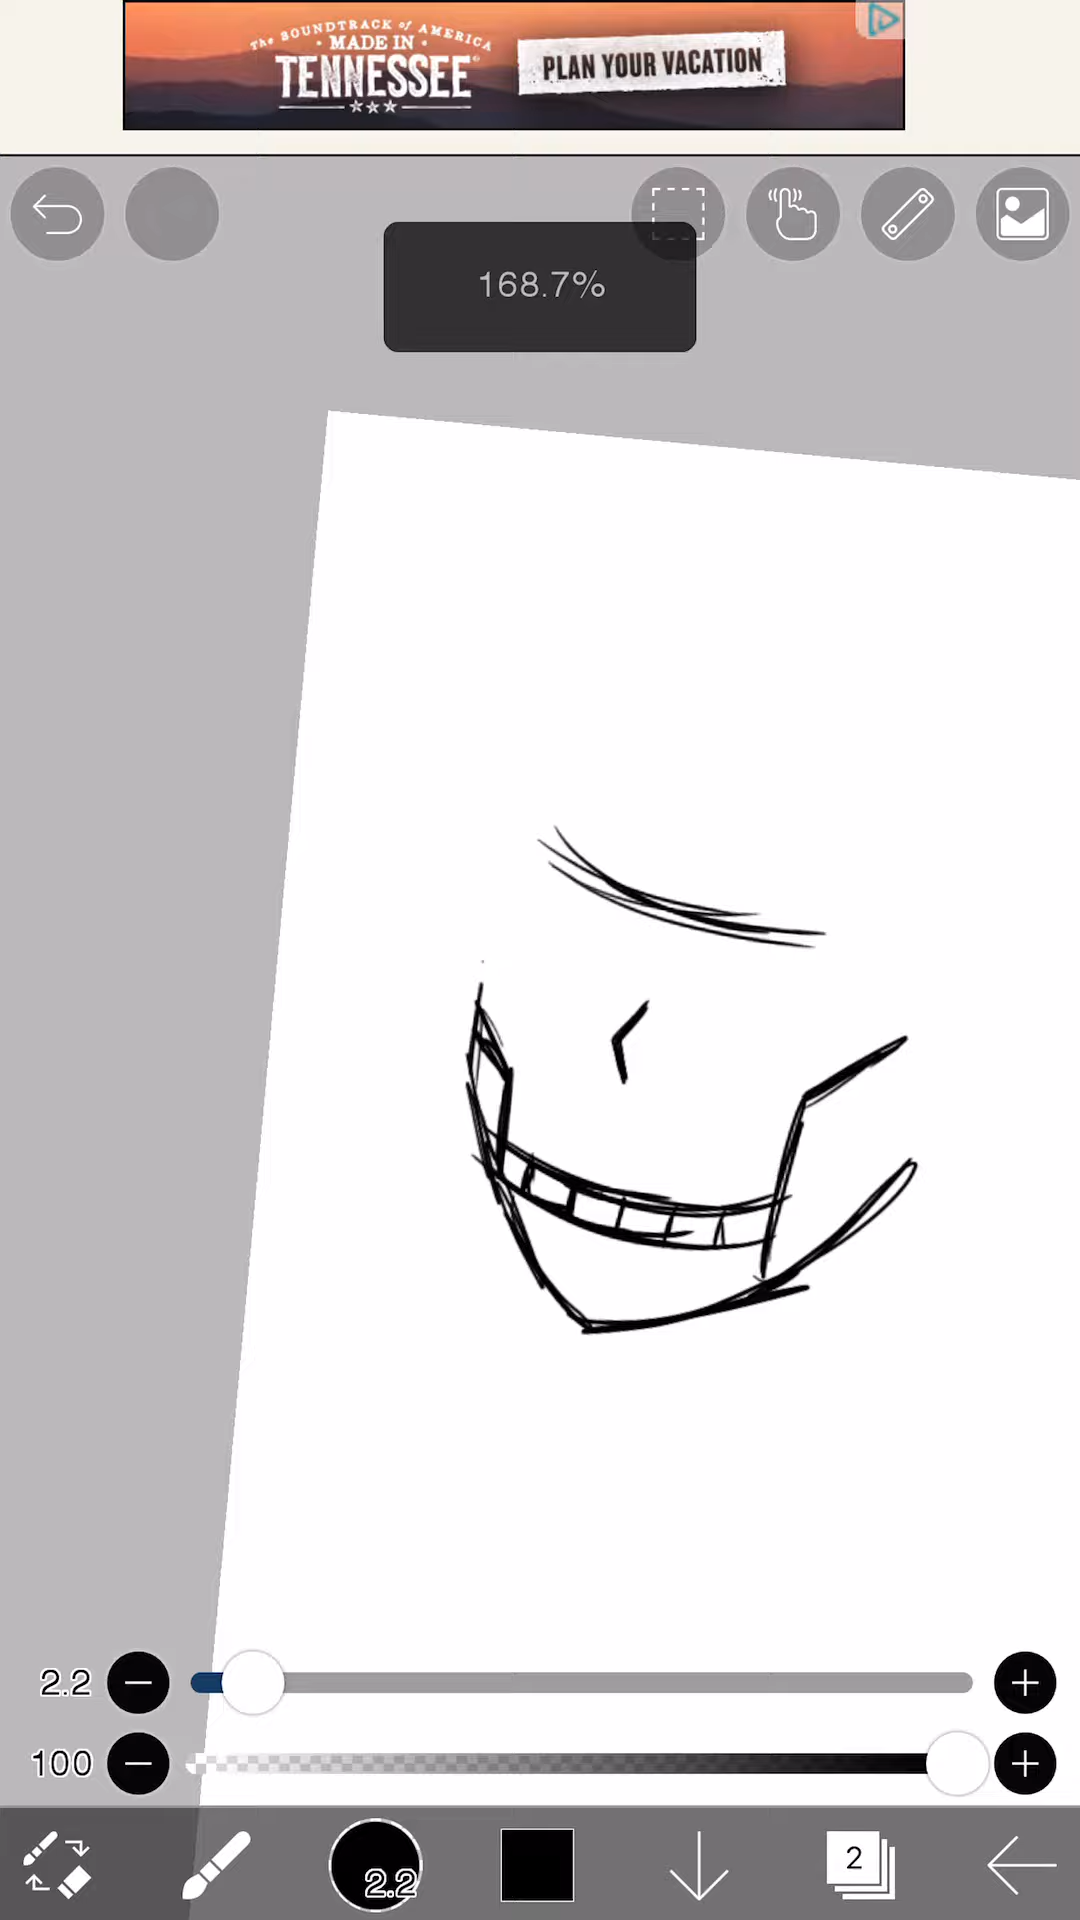 The SOUNDTRACK of AMERICA
• MADE IN •
TENNESSEE
PLAN YOUR VACATION
168.7%
2.2
100
2.2
2